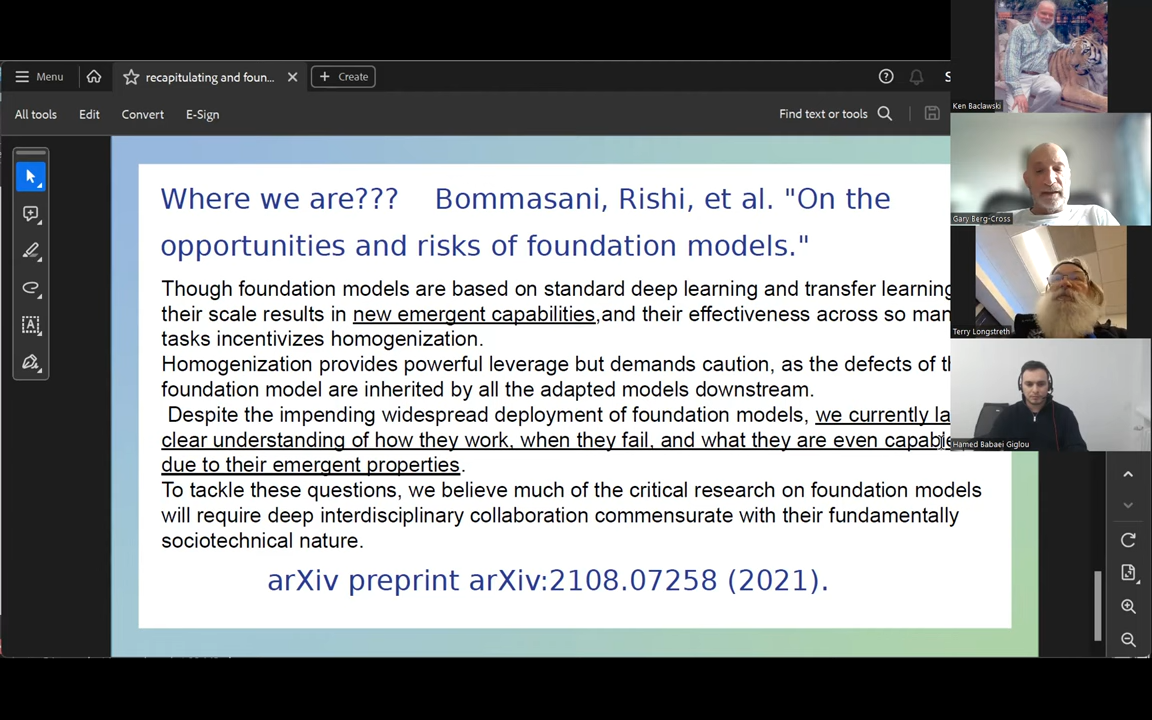 Menu
recapitulating and foun...
Create
All tools
Edit
Convert
E-Sign
Find text or tools
Where we are??? Bommasani, Rishi, et al. "On the
opportunities and risks of foundation models."
Though foundation models are based on standard deep learning and transfer learning
their scale results in new emergent capabilities,and their effectiveness across so man
tasks incentivizes homogenization.
Homogenization provides powerful leverage but demands caution, as the defects of th
foundation model are inherited by all the adapted models downstream.
Despite the impending widespread deployment of foundation models, we currently la
clear understanding of how they work, when they fail, and what they are even capable
due to their emergent properties.
To tackle these questions, we believe much of the critical research on foundation models
will require deep interdisciplinary collaboration commensurate with their fundamentally
sociotechnical nature.
arXiv preprint arXiv:2108.07258 (2021).
Ken Baclawski
Gary Berg-Cross
Terry Longstreth
Hamed Babaei Giglou